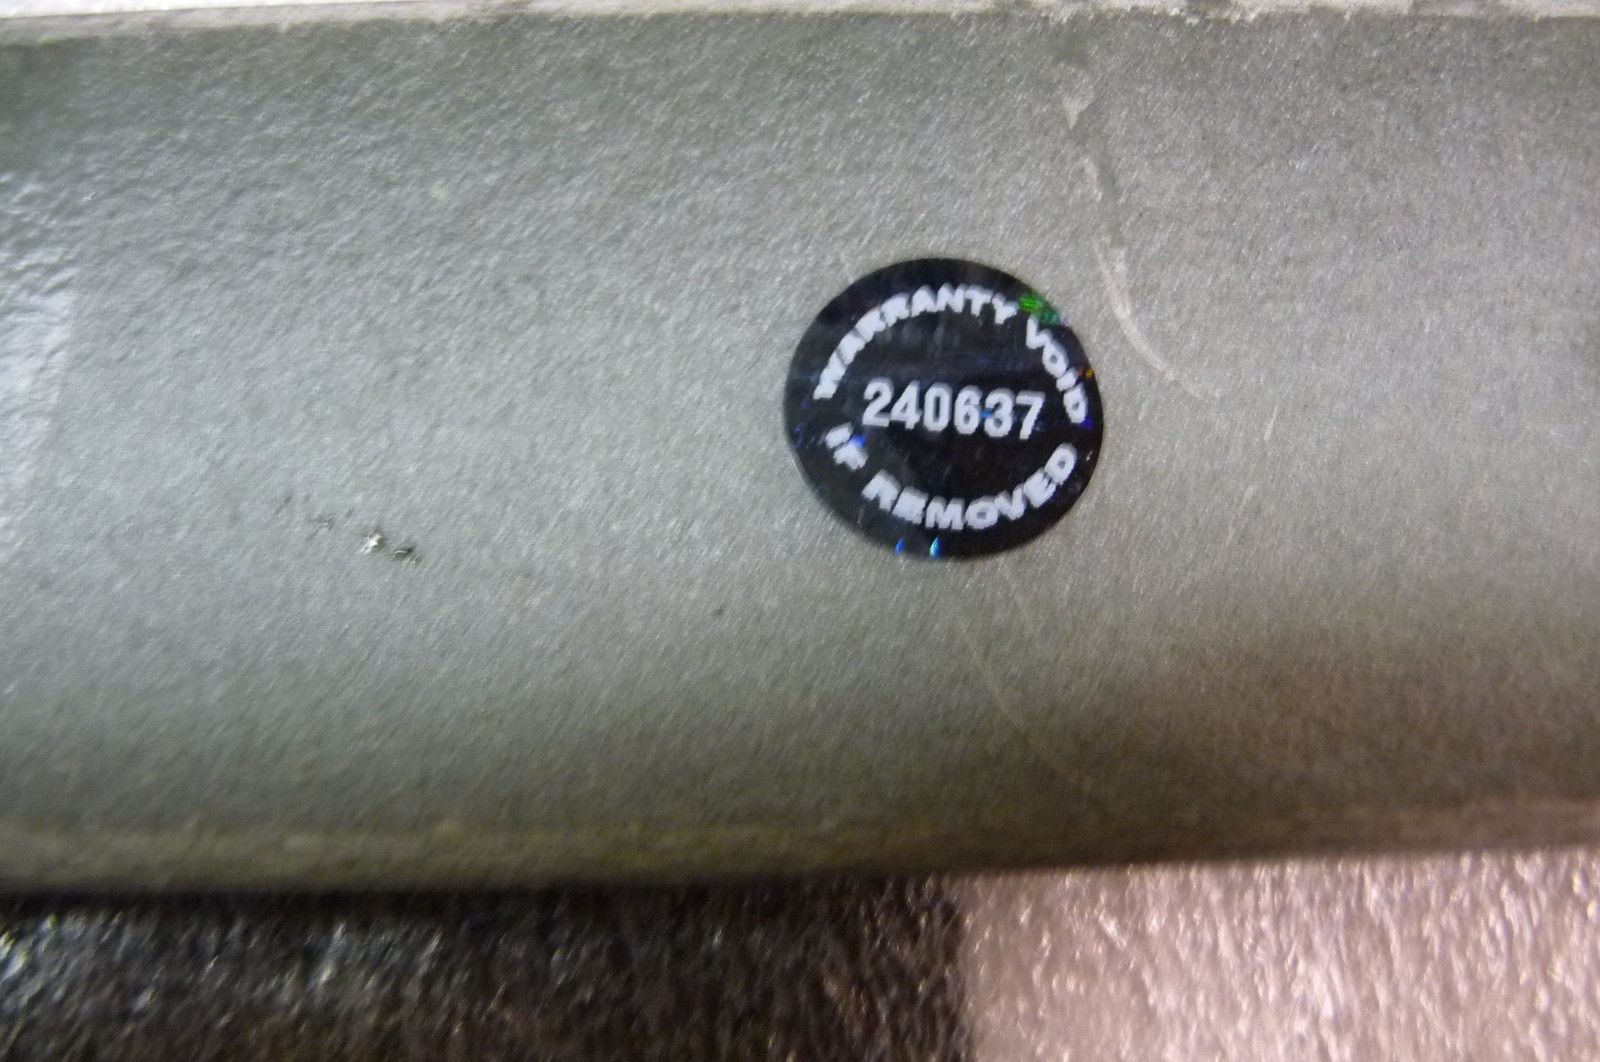 WARRANTY VOID
240637
IF REMOVED